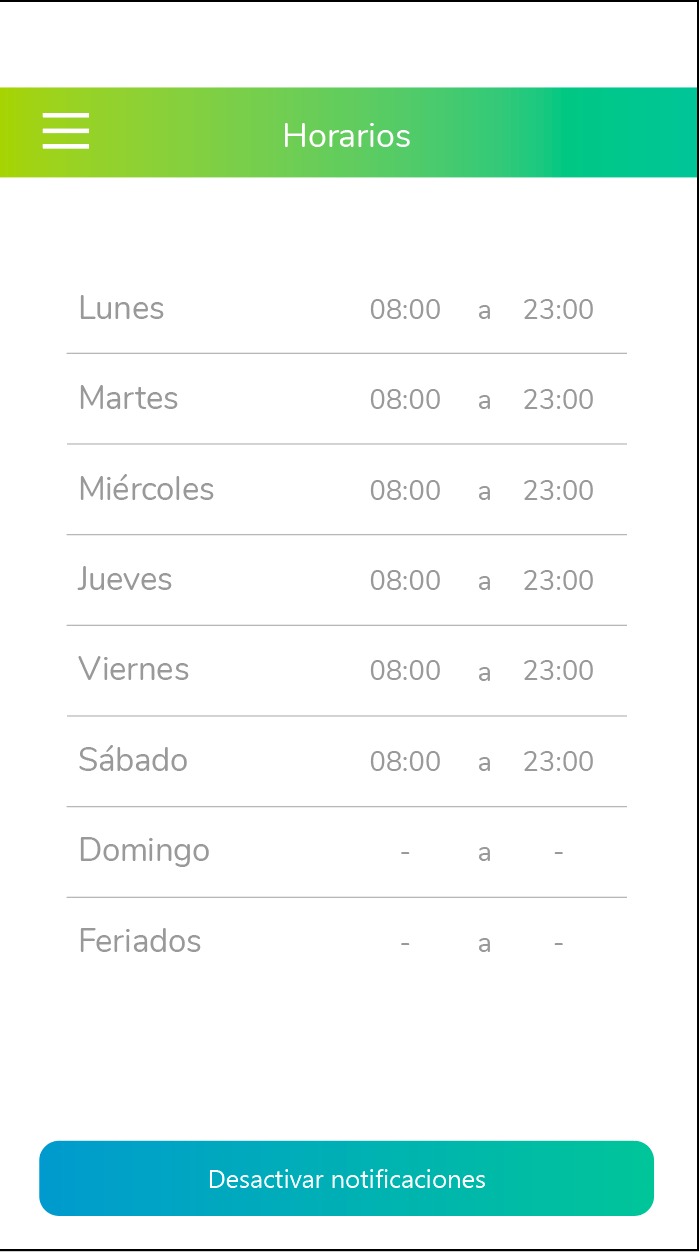 Horarios
Lunes 08:00 a 23:00
Martes 08:00 a 23:00
Miércoles 08:00 a 23:00
Jueves 08:00 a 23:00
Viernes 08:00 a 23:00
Sábado 08:00 a 23:00
Domingo - a -
Feriados - a -
Desactivar notificaciones